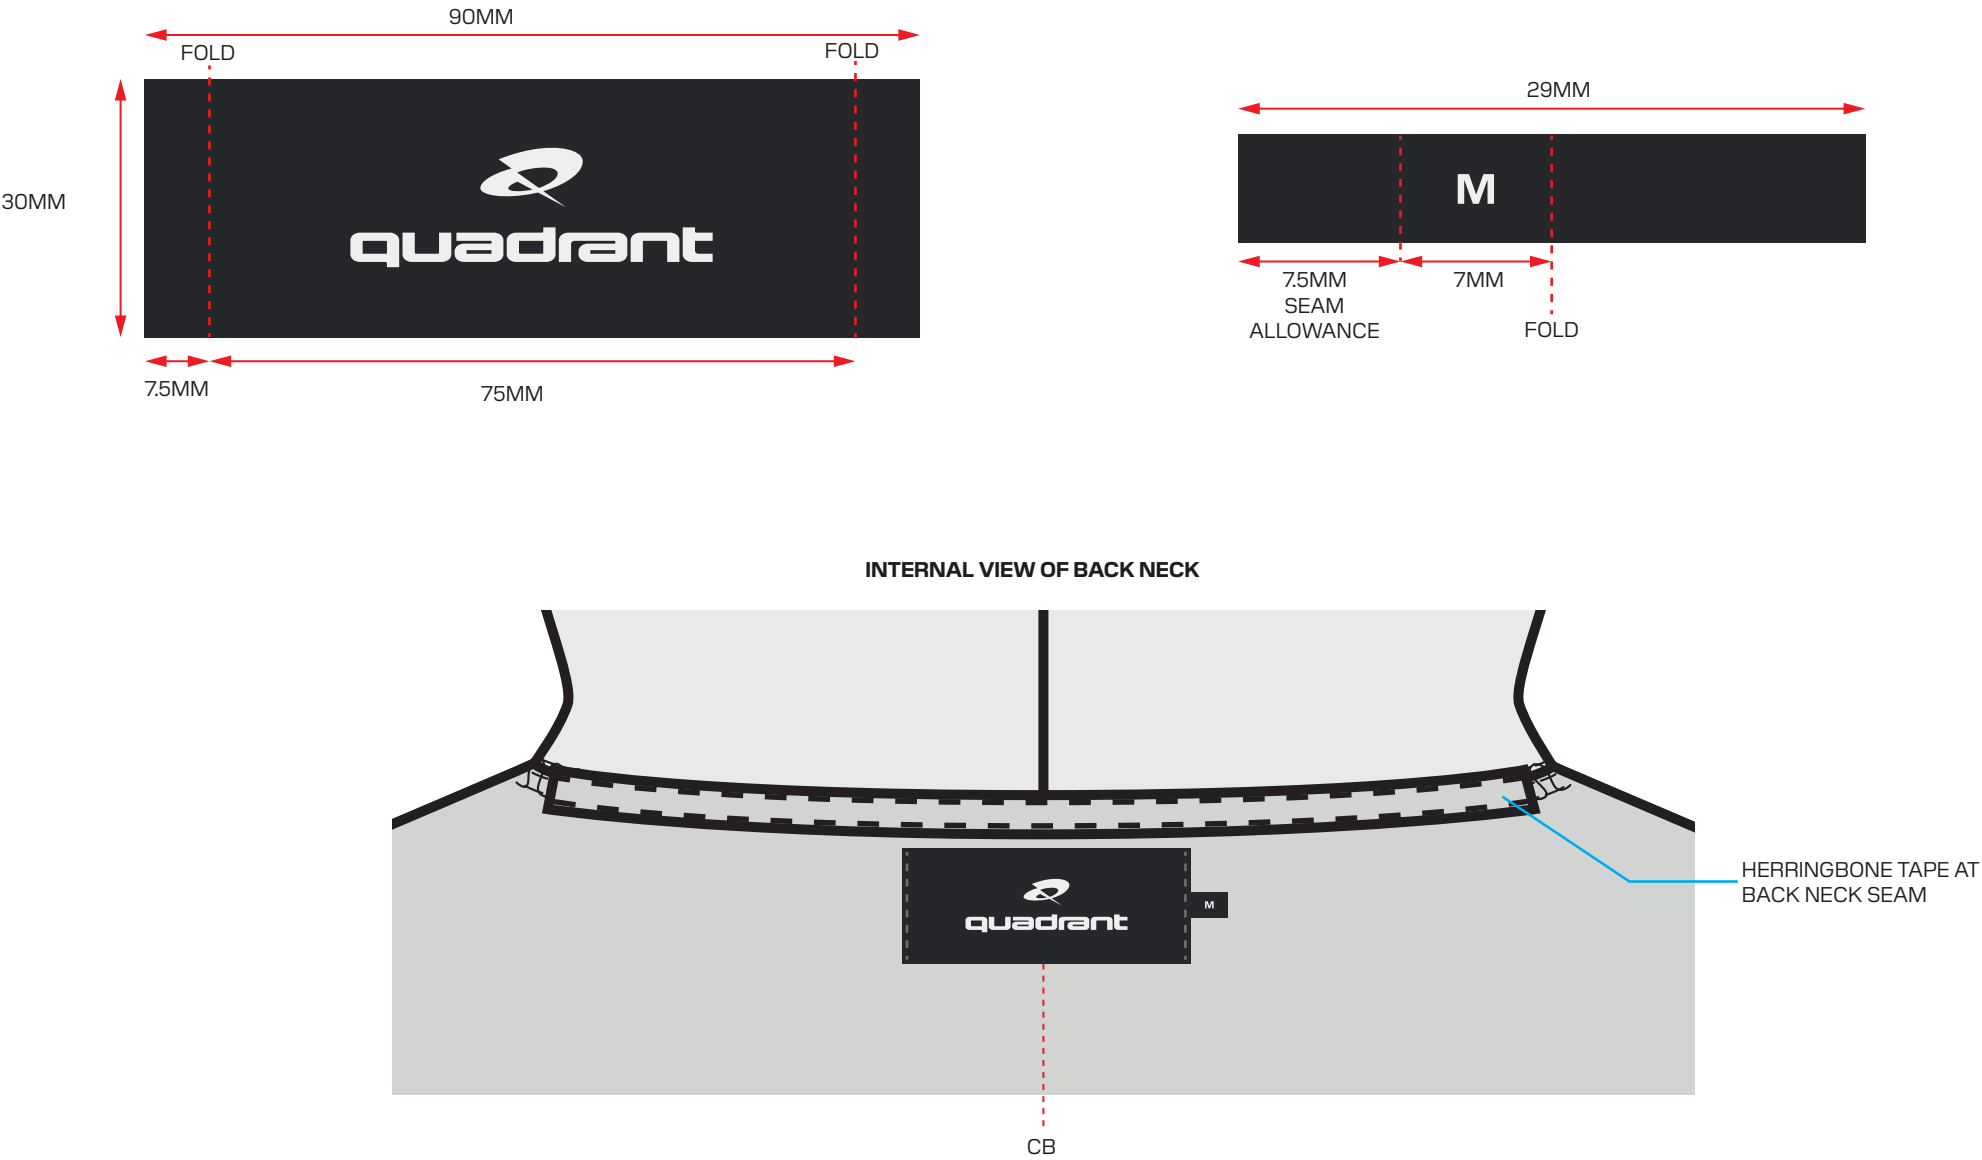 90MM
FOLD
FOLD
30MM
quadrant
7.5MM
75MM
29MM
M
7.5MM
SEAM
ALLOWANCE
7MM
FOLD
INTERNAL VIEW OF BACK NECK
quadrant
M
HERRINGBONE TAPE AT
BACK NECK SEAM
CB